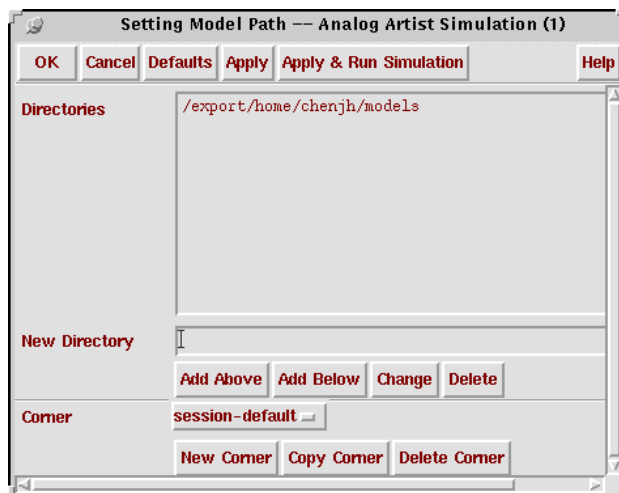 Setting Model Path -- Analog Artist Simulation (1)
OK Cancel Defaults Apply Apply & Run Simulation Help
Directories /export/home/chenjh/models
New Directory
Add Above Add Below Change Delete
Corner session-default
New Corner Copy Corner Delete Corner